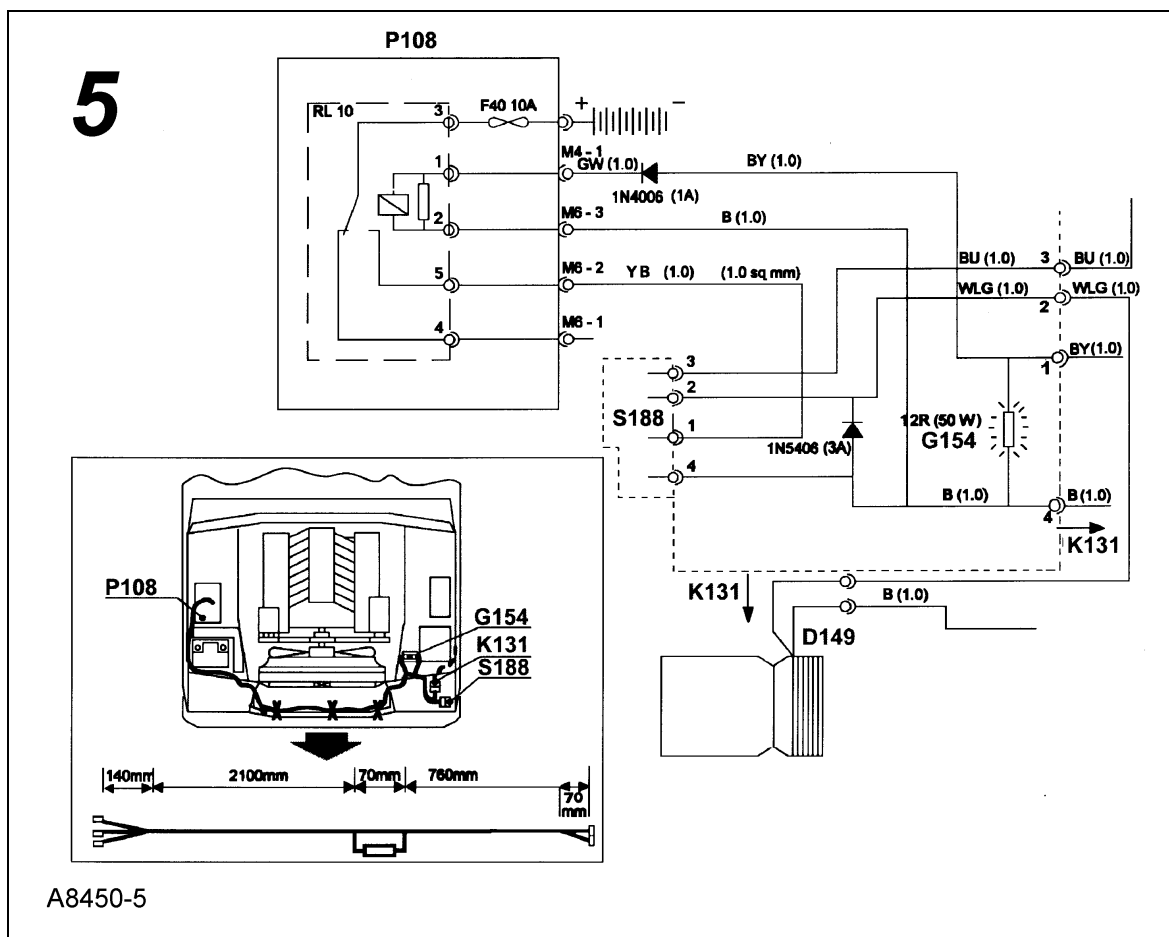 5
P108
RL 10
3
F40 10A
+
−
1
M4 - 1
GW (1.0)
1N4006 (1A)
BY (1.0)
2
M6 - 3
B (1.0)
5
M6 - 2
Y B (1.0) (1.0 sq mm)
4
M6 - 1
BU (1.0)
3
BU (1.0)
WLG (1.0)
2
WLG (1.0)
1
BY(1.0)
S188
3
2
1
4
1N5406 (3A)
12R (50 W)
G154
B (1.0)
4
B (1.0)
K131
K131
B (1.0)
D149
P108
G154
K131
S188
140mm
2100mm
70mm
760mm
70
mm
A8450-5